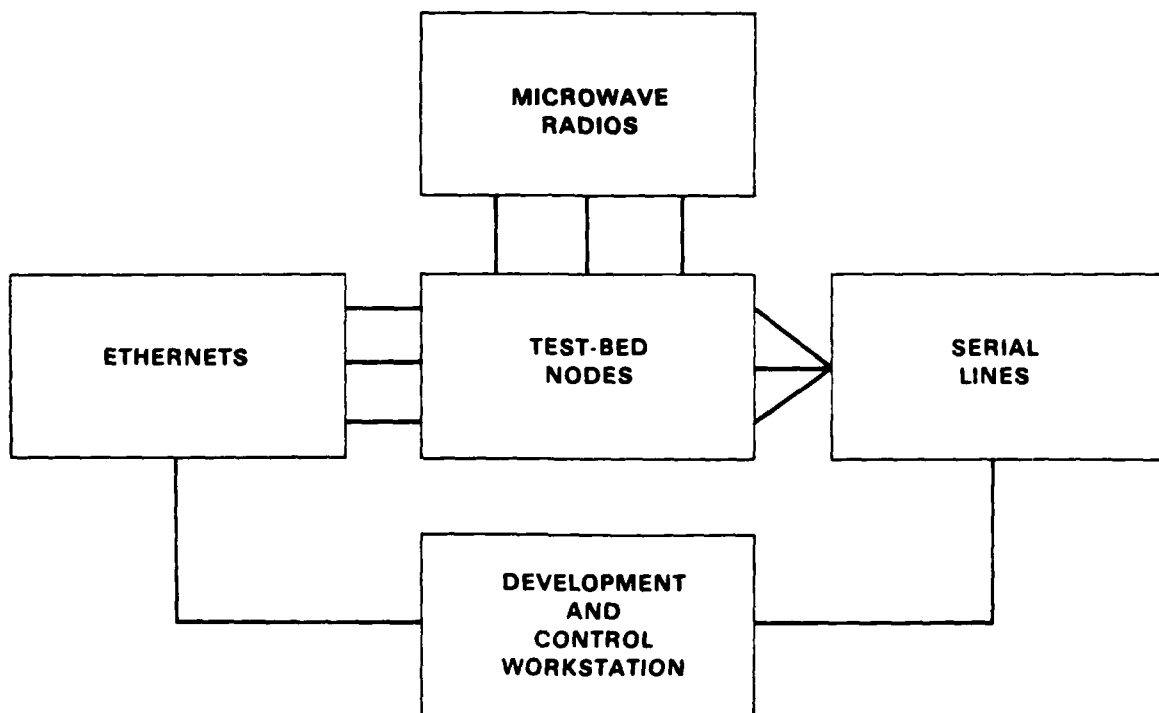 MICROWAVE
RADIOS
ETHERNETS
TEST-BED
NODES
SERIAL
LINES
DEVELOPMENT
AND
CONTROL
WORKSTATION